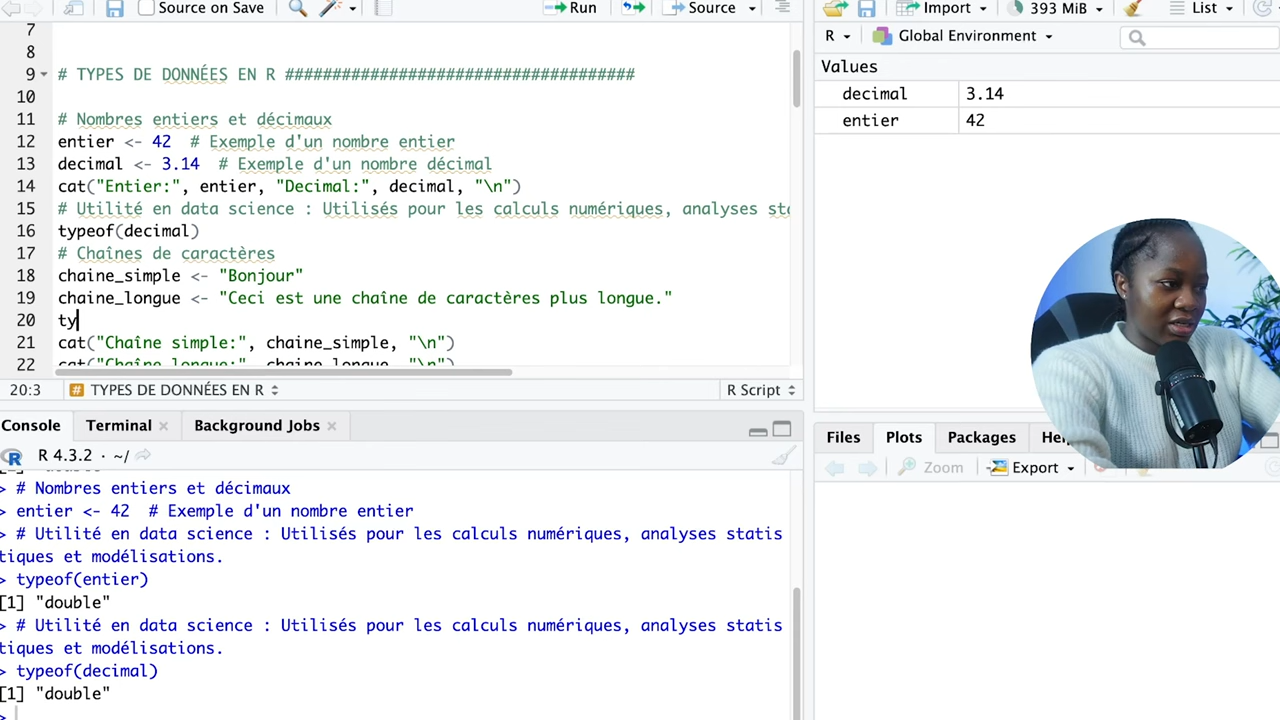 Source on Save
Run
Source
7
8
9 # TYPES DE DONNÉES EN R #####################################
10
11 # Nombres entiers et décimaux
12 entier <- 42 # Exemple d'un nombre entier
13 decimal <- 3.14 # Exemple d'un nombre décimal
14 cat("Entier:", entier, "Decimal:", decimal, "\n")
15 # Utilité en data science : Utilisés pour les calculs numériques, analyses
16 typeof(decimal)
17 # Chaînes de caractères
18 chaine_simple <- "Bonjour"
19 chaine_longue <- "Ceci est une chaîne de caractères plus longue."
20 ty
21 cat("Chaîne simple:", chaine_simple, "\n")
22 cat("Chaîne longue:", chaine_longue, "\n")
20:3 # TYPES DE DONNÉES EN R
R Script
Console
Terminal
Background Jobs
R 4.3.2 · ~/
> # Nombres entiers et décimaux
> entier <- 42 # Exemple d'un nombre entier
> # Utilité en data science : Utilisés pour les calculs numériques, analyses statis
tiques et modélisations.
> typeof(entier)
[1] "double"
> # Utilité en data science : Utilisés pour les calculs numériques, analyses statis
tiques et modélisations.
> typeof(decimal)
[1] "double"
>
Import
393 MiB
List
R
Global Environment
Values
decimal 3.14
entier 42
Files
Plots
Packages
Zoom
Export